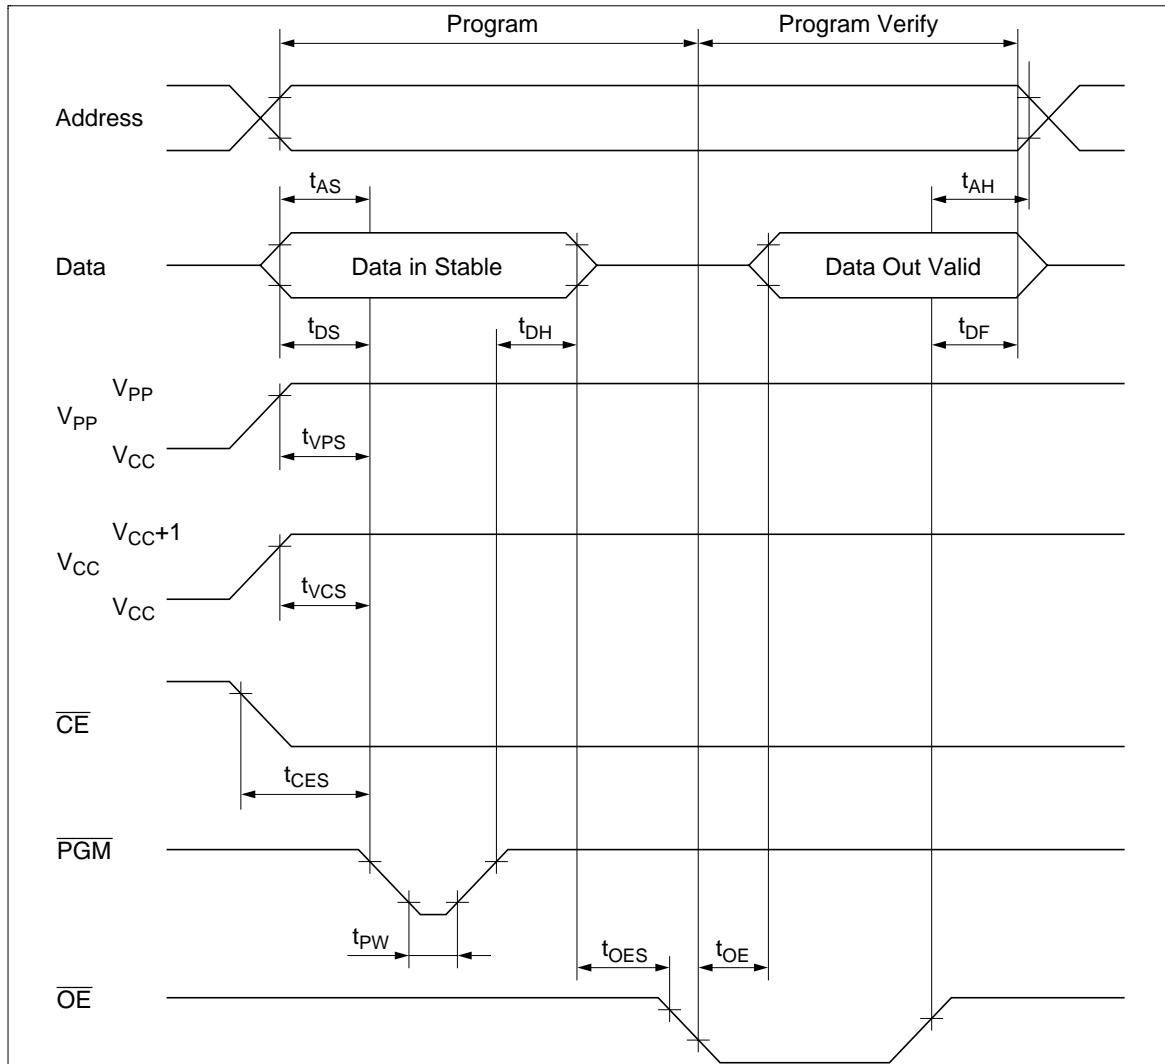 Program Program Verify
Address
tAS tAH
Data Data in Stable Data Out Valid
tDS tDH tDF
VPP
VPP
tVPS
VCC
VCC+1
VCC
tVCS
VCC
CE
tCES
PGM
tPW
tOES tOE
OE